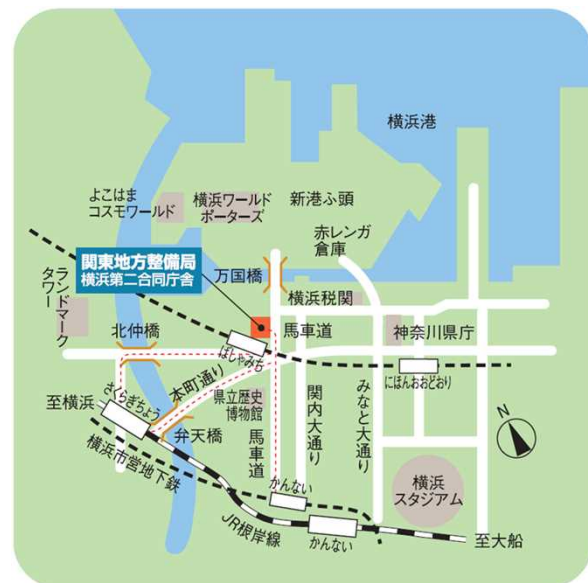 横浜港
よこはま
コスモワールド
横浜ワールド
ポーターズ
新港ふ頭
赤レンガ
倉庫
関東地方整備局
横浜第二合同庁舎
万国橋
ランドマーク
タワー
横浜税関
北仲橋
馬車道
神奈川県庁
ばしゃみち
にほんおおどおり
さくらぎちょう
本町通り
至横浜
県立歴史
博物館
馬車道
関内大通り
みなと大通り
N
弁天橋
横浜市営地下鉄
かんない
横浜
スタジアム
JR根岸線
かんない
至大船